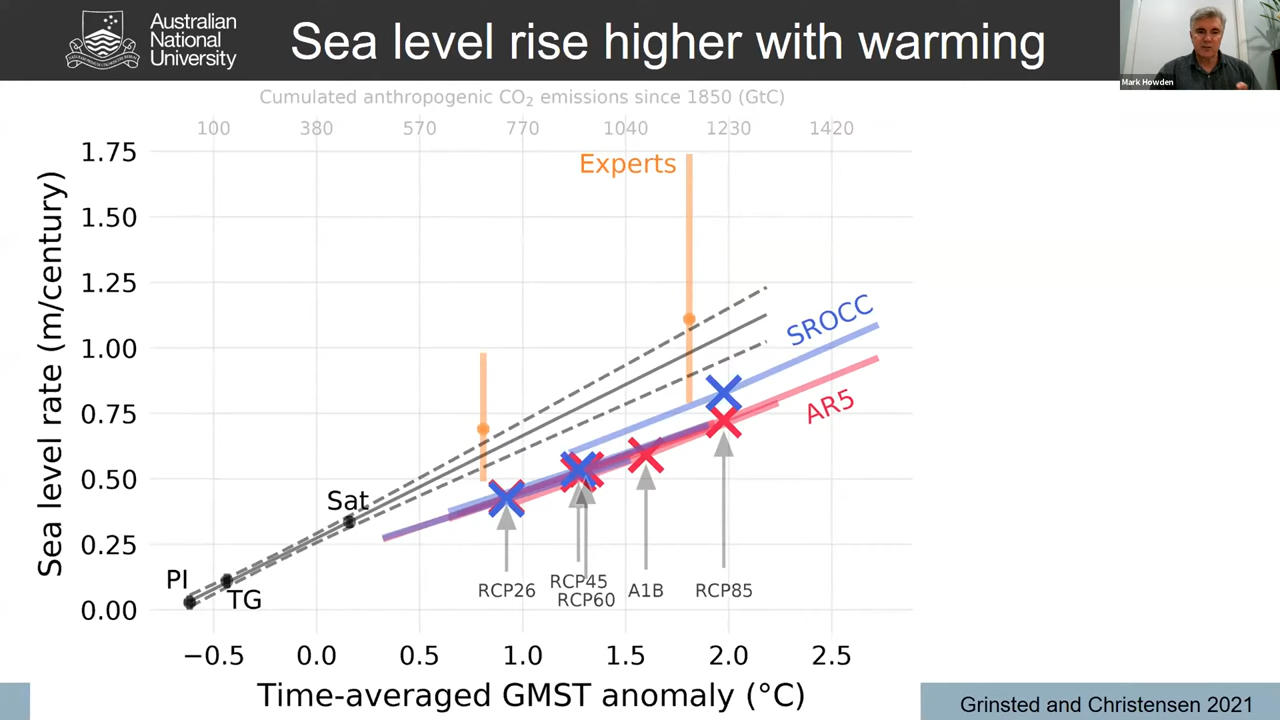 Australian
National
University
Sea level rise higher with warming
Mark Howden
Cumulated anthropogenic CO₂ emissions since 1850 (GtC)
100 380 570 770 1040 1230 1420
Sea level rate (m/century)
1.75
1.50
1.25
1.00
0.75
0.50
0.25
0.00
Experts
SROCC
AR5
Sat
PI
TG
RCP26
RCP45
RCP60
A1B
RCP85
−0.5 0.0 0.5 1.0 1.5 2.0 2.5
Time-averaged GMST anomaly (°C)
Grinsted and Christensen 2021